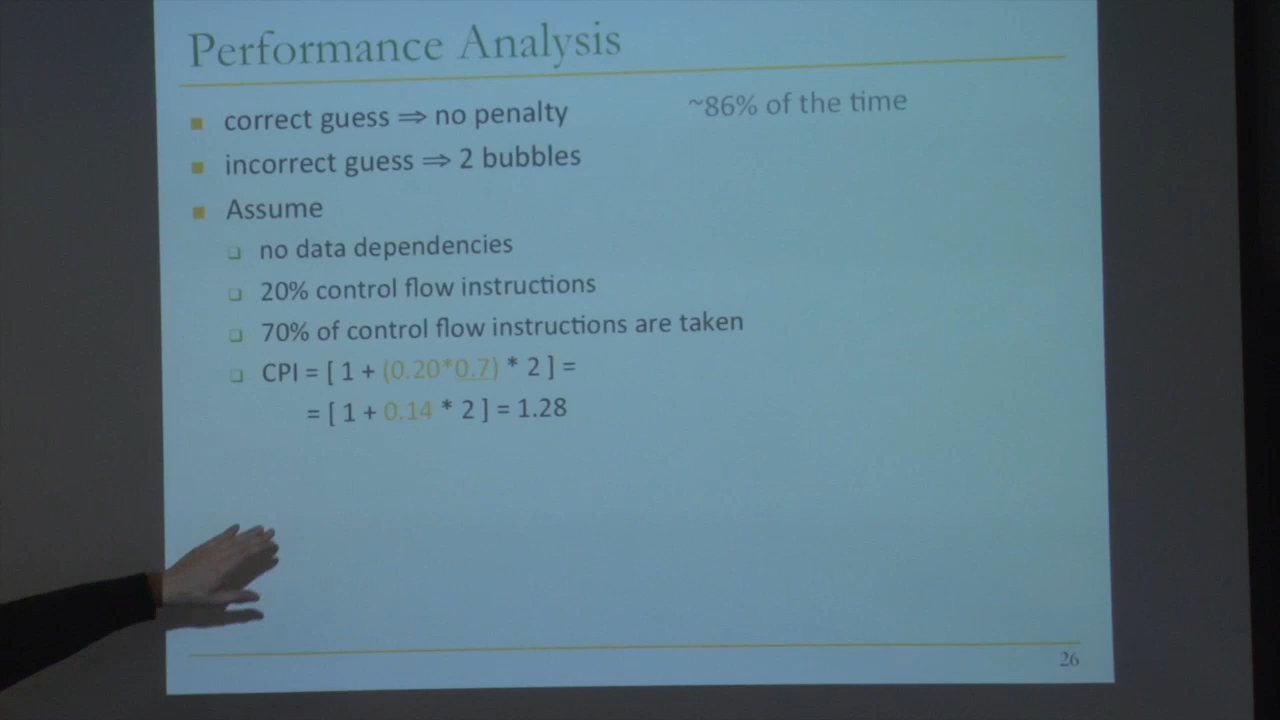 Performance Analysis
correct guess ⇒ no penalty ~86% of the time
incorrect guess ⇒ 2 bubbles
Assume
no data dependencies
20% control flow instructions
70% of control flow instructions are taken
CPI = [ 1 + (0.20*0.7) * 2 ] =
= [ 1 + 0.14 * 2 ] = 1.28
26